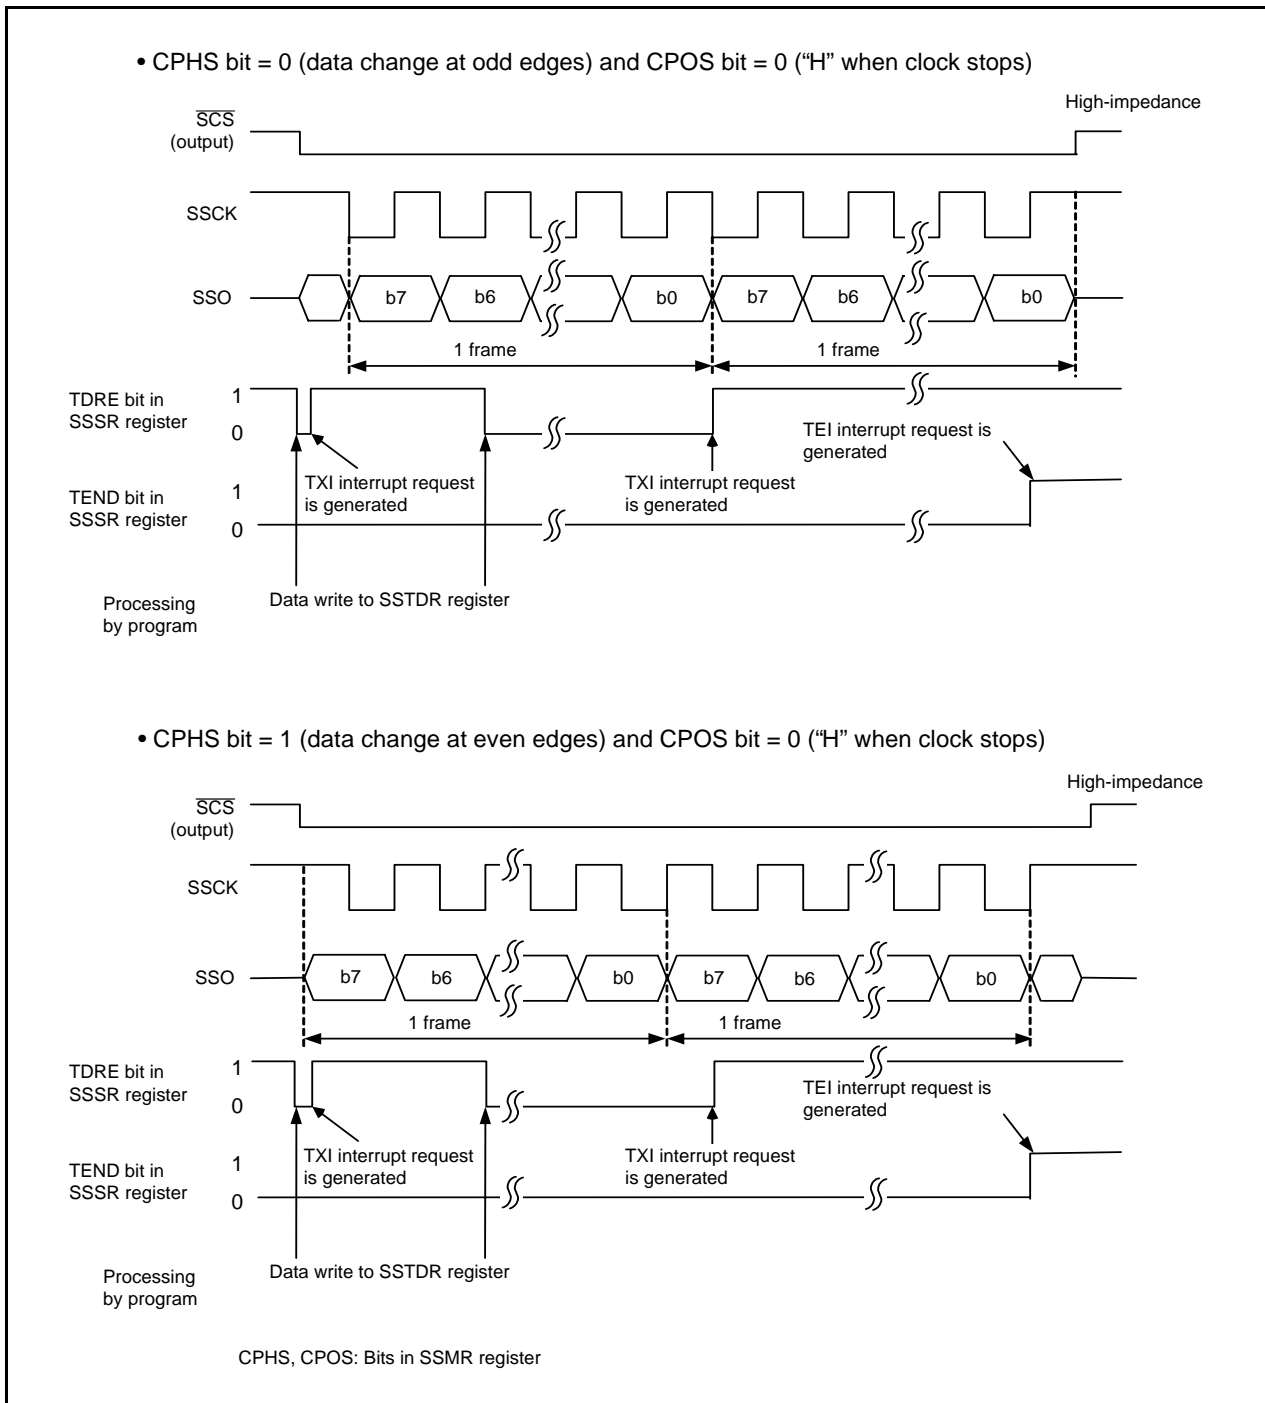 • CPHS bit = 0 (data change at odd edges) and CPOS bit = 0 (“H” when clock stops)
High-impedance
SCS
(output)
SSCK
SSO
b7
b6
b0
b7
b6
b0
1 frame
1 frame
TDRE bit in
SSSR register
1
0
TEI interrupt request is
generated
TXI interrupt request
is generated
TXI interrupt request
is generated
TEND bit in
SSSR register
1
0
Processing
by program
Data write to SSTDR register
• CPHS bit = 1 (data change at even edges) and CPOS bit = 0 (“H” when clock stops)
High-impedance
SCS
(output)
SSCK
SSO
b7
b6
b0
b7
b6
b0
1 frame
1 frame
TDRE bit in
SSSR register
1
0
TEI interrupt request is
generated
TXI interrupt request
is generated
TXI interrupt request
is generated
TEND bit in
SSSR register
1
0
Processing
by program
Data write to SSTDR register
CPHS, CPOS: Bits in SSMR register